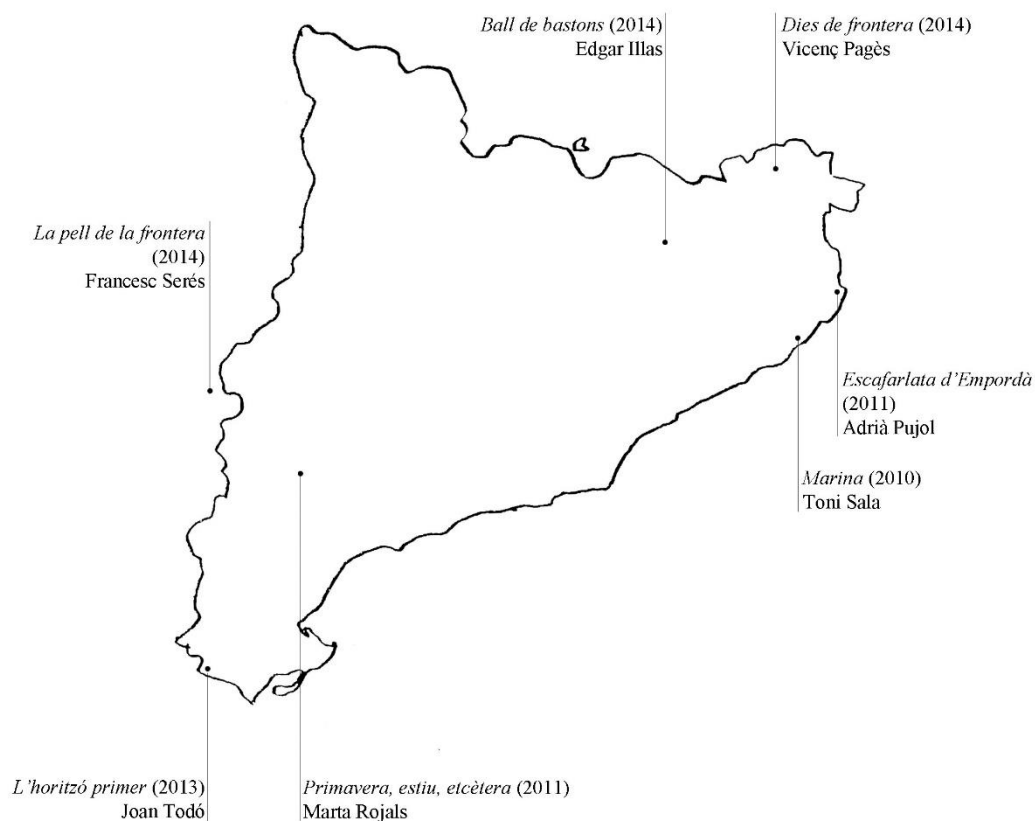 Ball de bastons (2014)
Edgar Illas
Dies de frontera (2014)
Vicenç Pagès
La pell de la frontera
(2014)
Francesc Serés
Escafarlata d’Empordà
(2011)
Adrià Pujol
Marina (2010)
Toni Sala
L’horitzó primer (2013)
Joan Todó
Primavera, estiu, etcètera (2011)
Marta Rojals